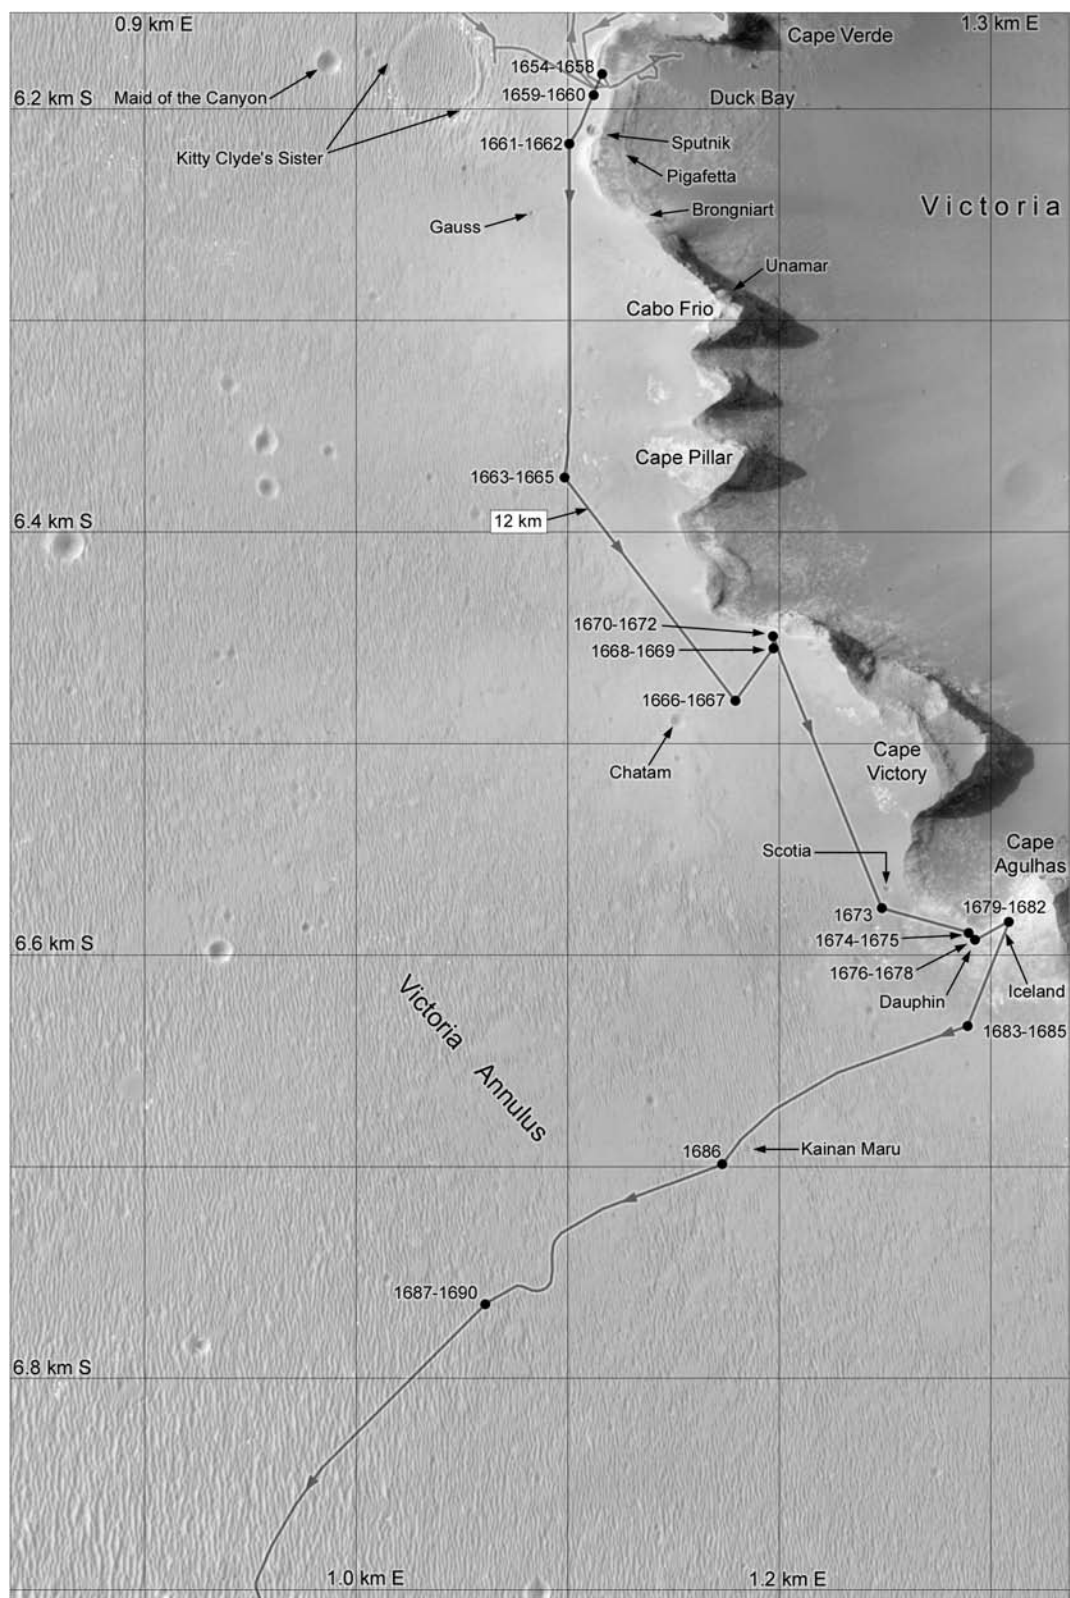 0.9 km E
1.3 km E
Cape Verde
1654-1658
Maid of the Canyon
1659-1660
Duck Bay
6.2 km S
Kitty Clyde's Sister
1661-1662
Sputnik
Pigafetta
Victoria
Brongniart
Gauss
Unamar
Cabo Frio
Cape Pillar
1663-1665
12 km
6.4 km S
1670-1672
1668-1669
1666-1667
Chatam
Cape
Victory
Scotia
Cape
Agulhas
1673
1679-1682
1674-1675
6.6 km S
1676-1678
Dauphin
Iceland
Victoria Annulus
1683-1685
1686
Kainan Maru
1687-1690
6.8 km S
1.0 km E
1.2 km E